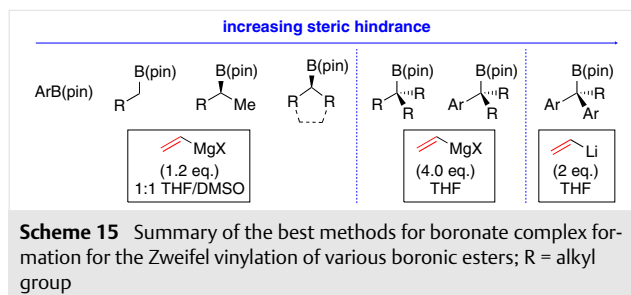 increasing steric hindrance
B(pin) B(pin) B(pin) B(pin) B(pin) B(pin)
ArB(pin) R R Me R R R R R Ar R R Ar R Ar
MgX MgX Li
(1.2 eq.) (4.0 eq.) (2 eq.)
1:1 THF/DMSO THF THF
Scheme 15 Summary of the best methods for boronate complex for-
mation for the Zweifel vinylation of various boronic esters; R = alkyl
group